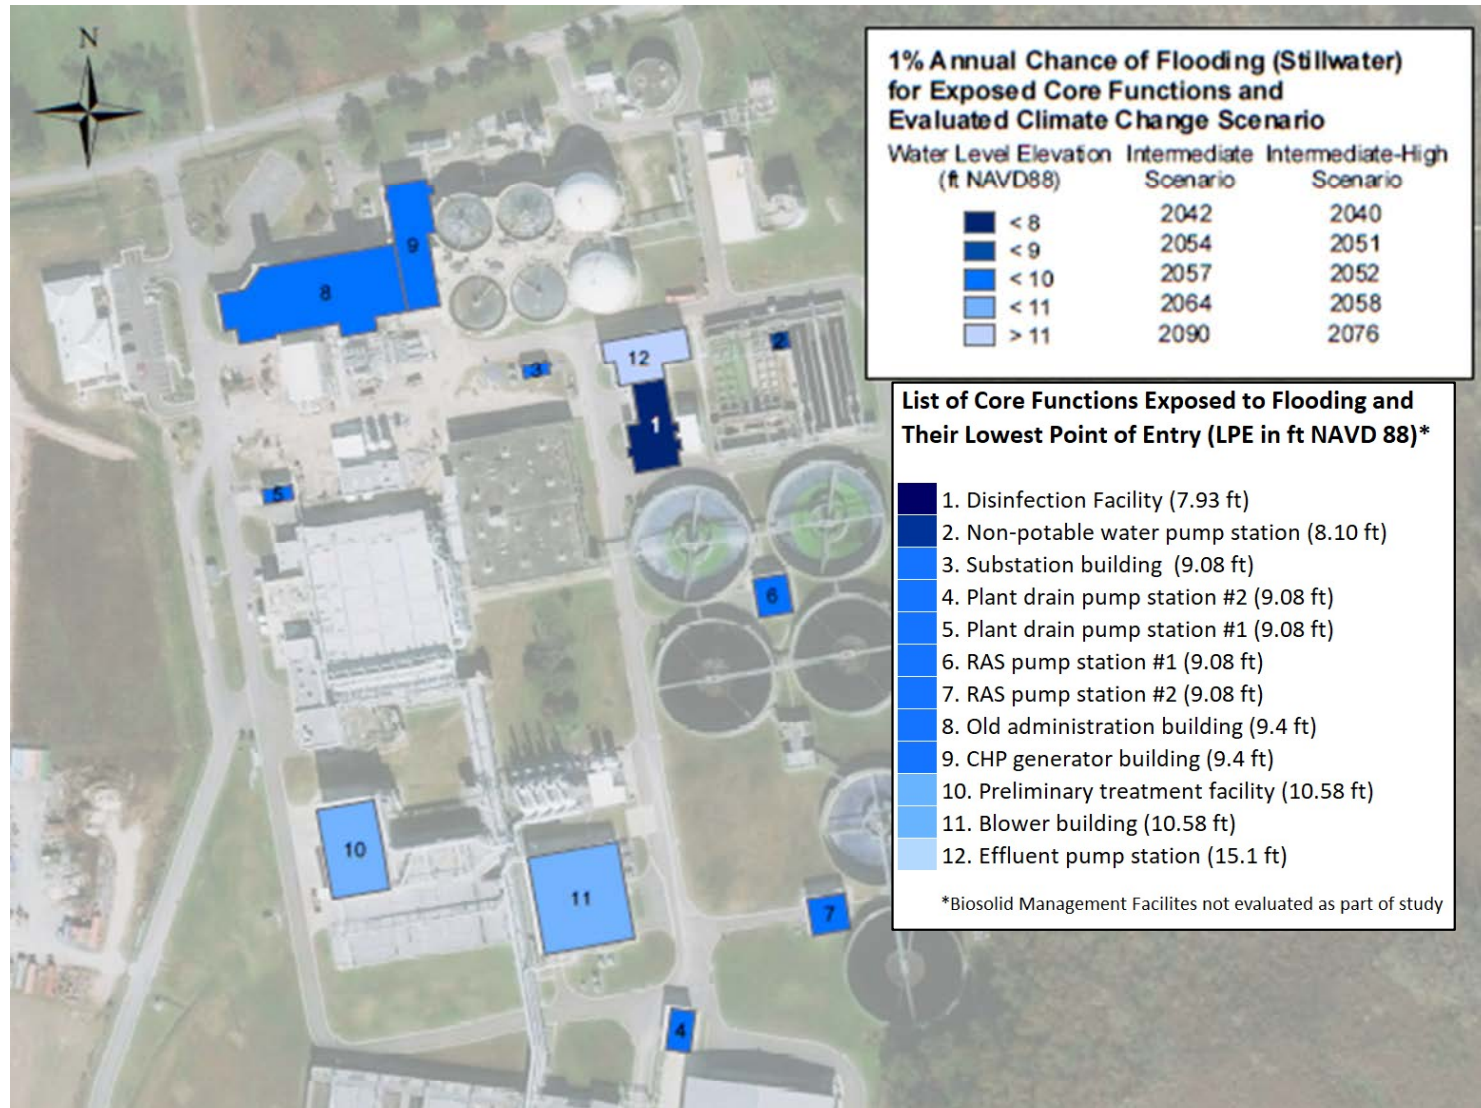 N
1% Annual Chance of Flooding (Stillwater)
for Exposed Core Functions and
Evaluated Climate Change Scenario
Water Level Elevation Intermediate Intermediate-High
(ft NAVD88) Scenario Scenario
< 8 2042 2040
< 9 2054 2051
< 10 2057 2052
< 11 2064 2058
> 11 2090 2076
List of Core Functions Exposed to Flooding and
Their Lowest Point of Entry (LPE in ft NAVD 88)*
1. Disinfection Facility (7.93 ft)
2. Non-potable water pump station (8.10 ft)
3. Substation building (9.08 ft)
4. Plant drain pump station #2 (9.08 ft)
5. Plant drain pump station #1 (9.08 ft)
6. RAS pump station #1 (9.08 ft)
7. RAS pump station #2 (9.08 ft)
8. Old administration building (9.4 ft)
9. CHP generator building (9.4 ft)
10. Preliminary treatment facility (10.58 ft)
11. Blower building (10.58 ft)
12. Effluent pump station (15.1 ft)
*Biosolid Management Facilites not evaluated as part of study
9
8
12
2
3
1
5
6
10
11
7
4